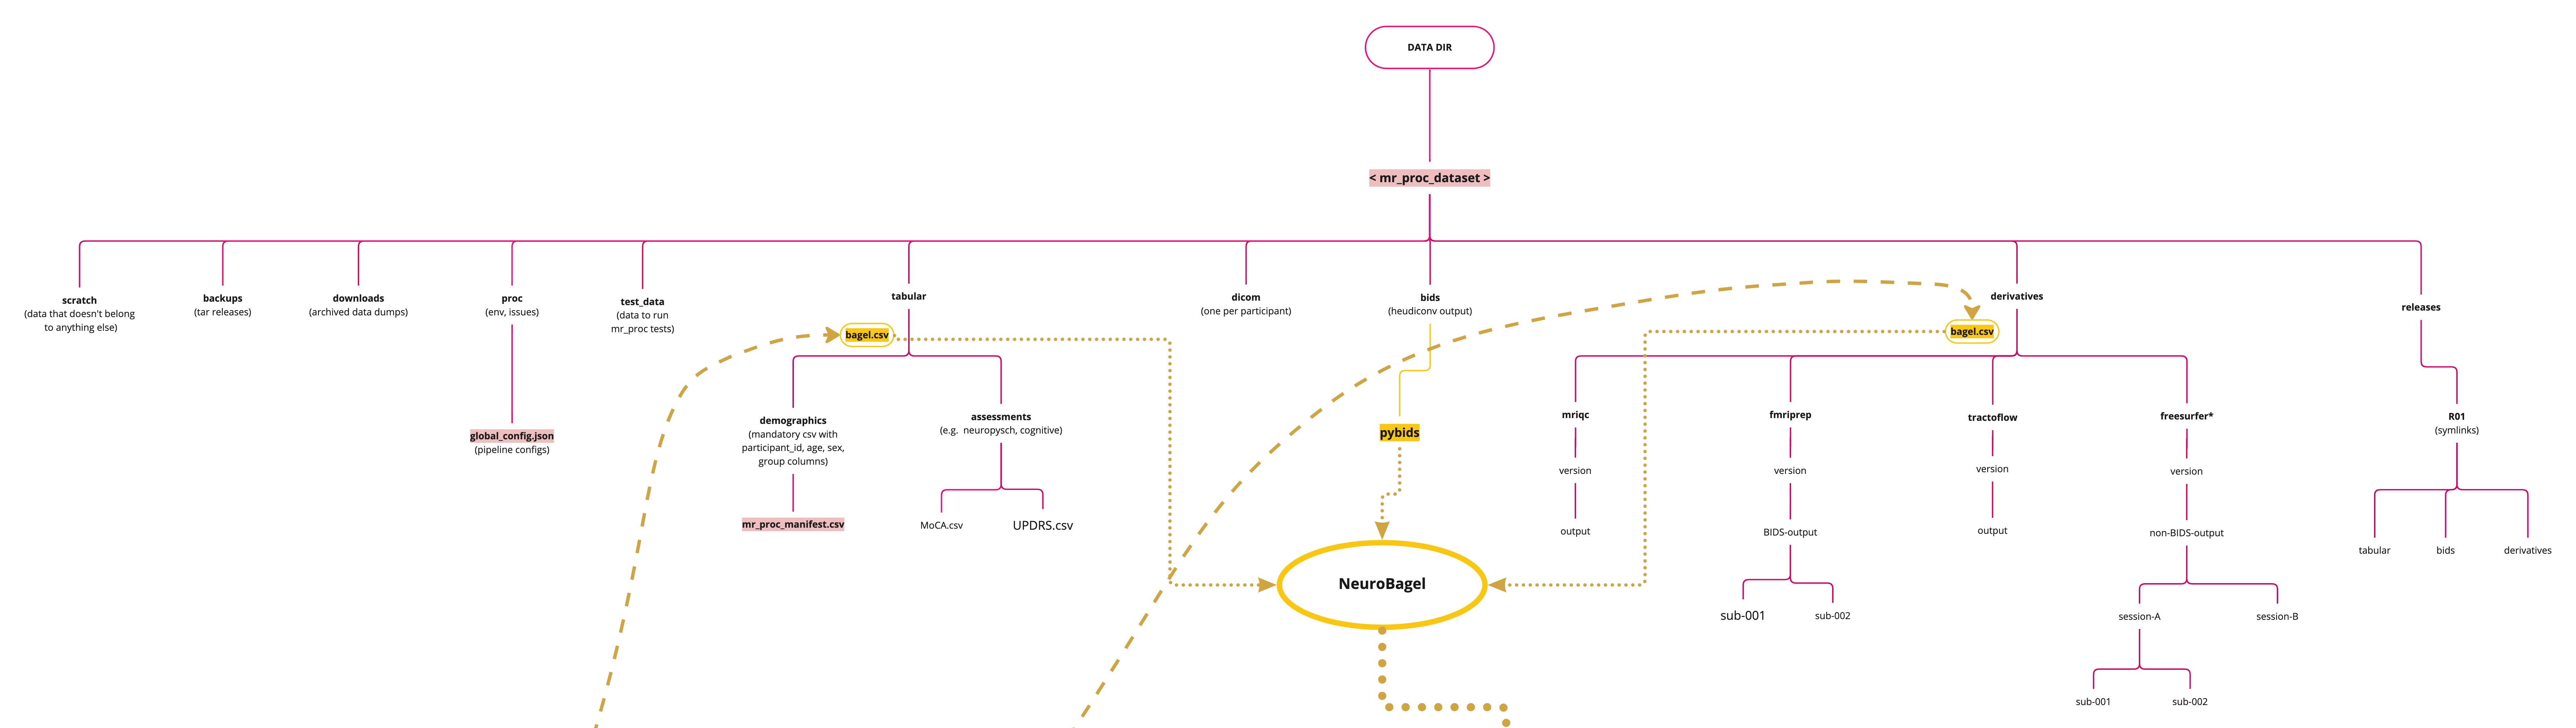 DATA DIR
< mr_proc_dataset >
scratch
(data that doesn't belong
to anything else)
backups
(tar releases)
downloads
(archived data dumps)
proc
(env, issues)
test_data
(data to run
mr_proc tests)
tabular
dicom
(one per participant)
bids
(heudiconv output)
derivatives
releases
bagel.csv
bagel.csv
global_config.json
(pipeline configs)
demographics
(mandatory csv with
participant_id, age, sex,
group columns)
assessments
(e.g. neuropysch, cognitive)
pybids
mriqc
fmriprep
tractoflow
freesurfer*
R01
(symlinks)
version
version
version
version
mr_proc_manifest.csv
MoCA.csv
UPDRS.csv
output
BIDS-output
output
non-BIDS-output
tabular
bids
derivatives
NeuroBagel
sub-001
sub-002
session-A
session-B
sub-001
sub-002